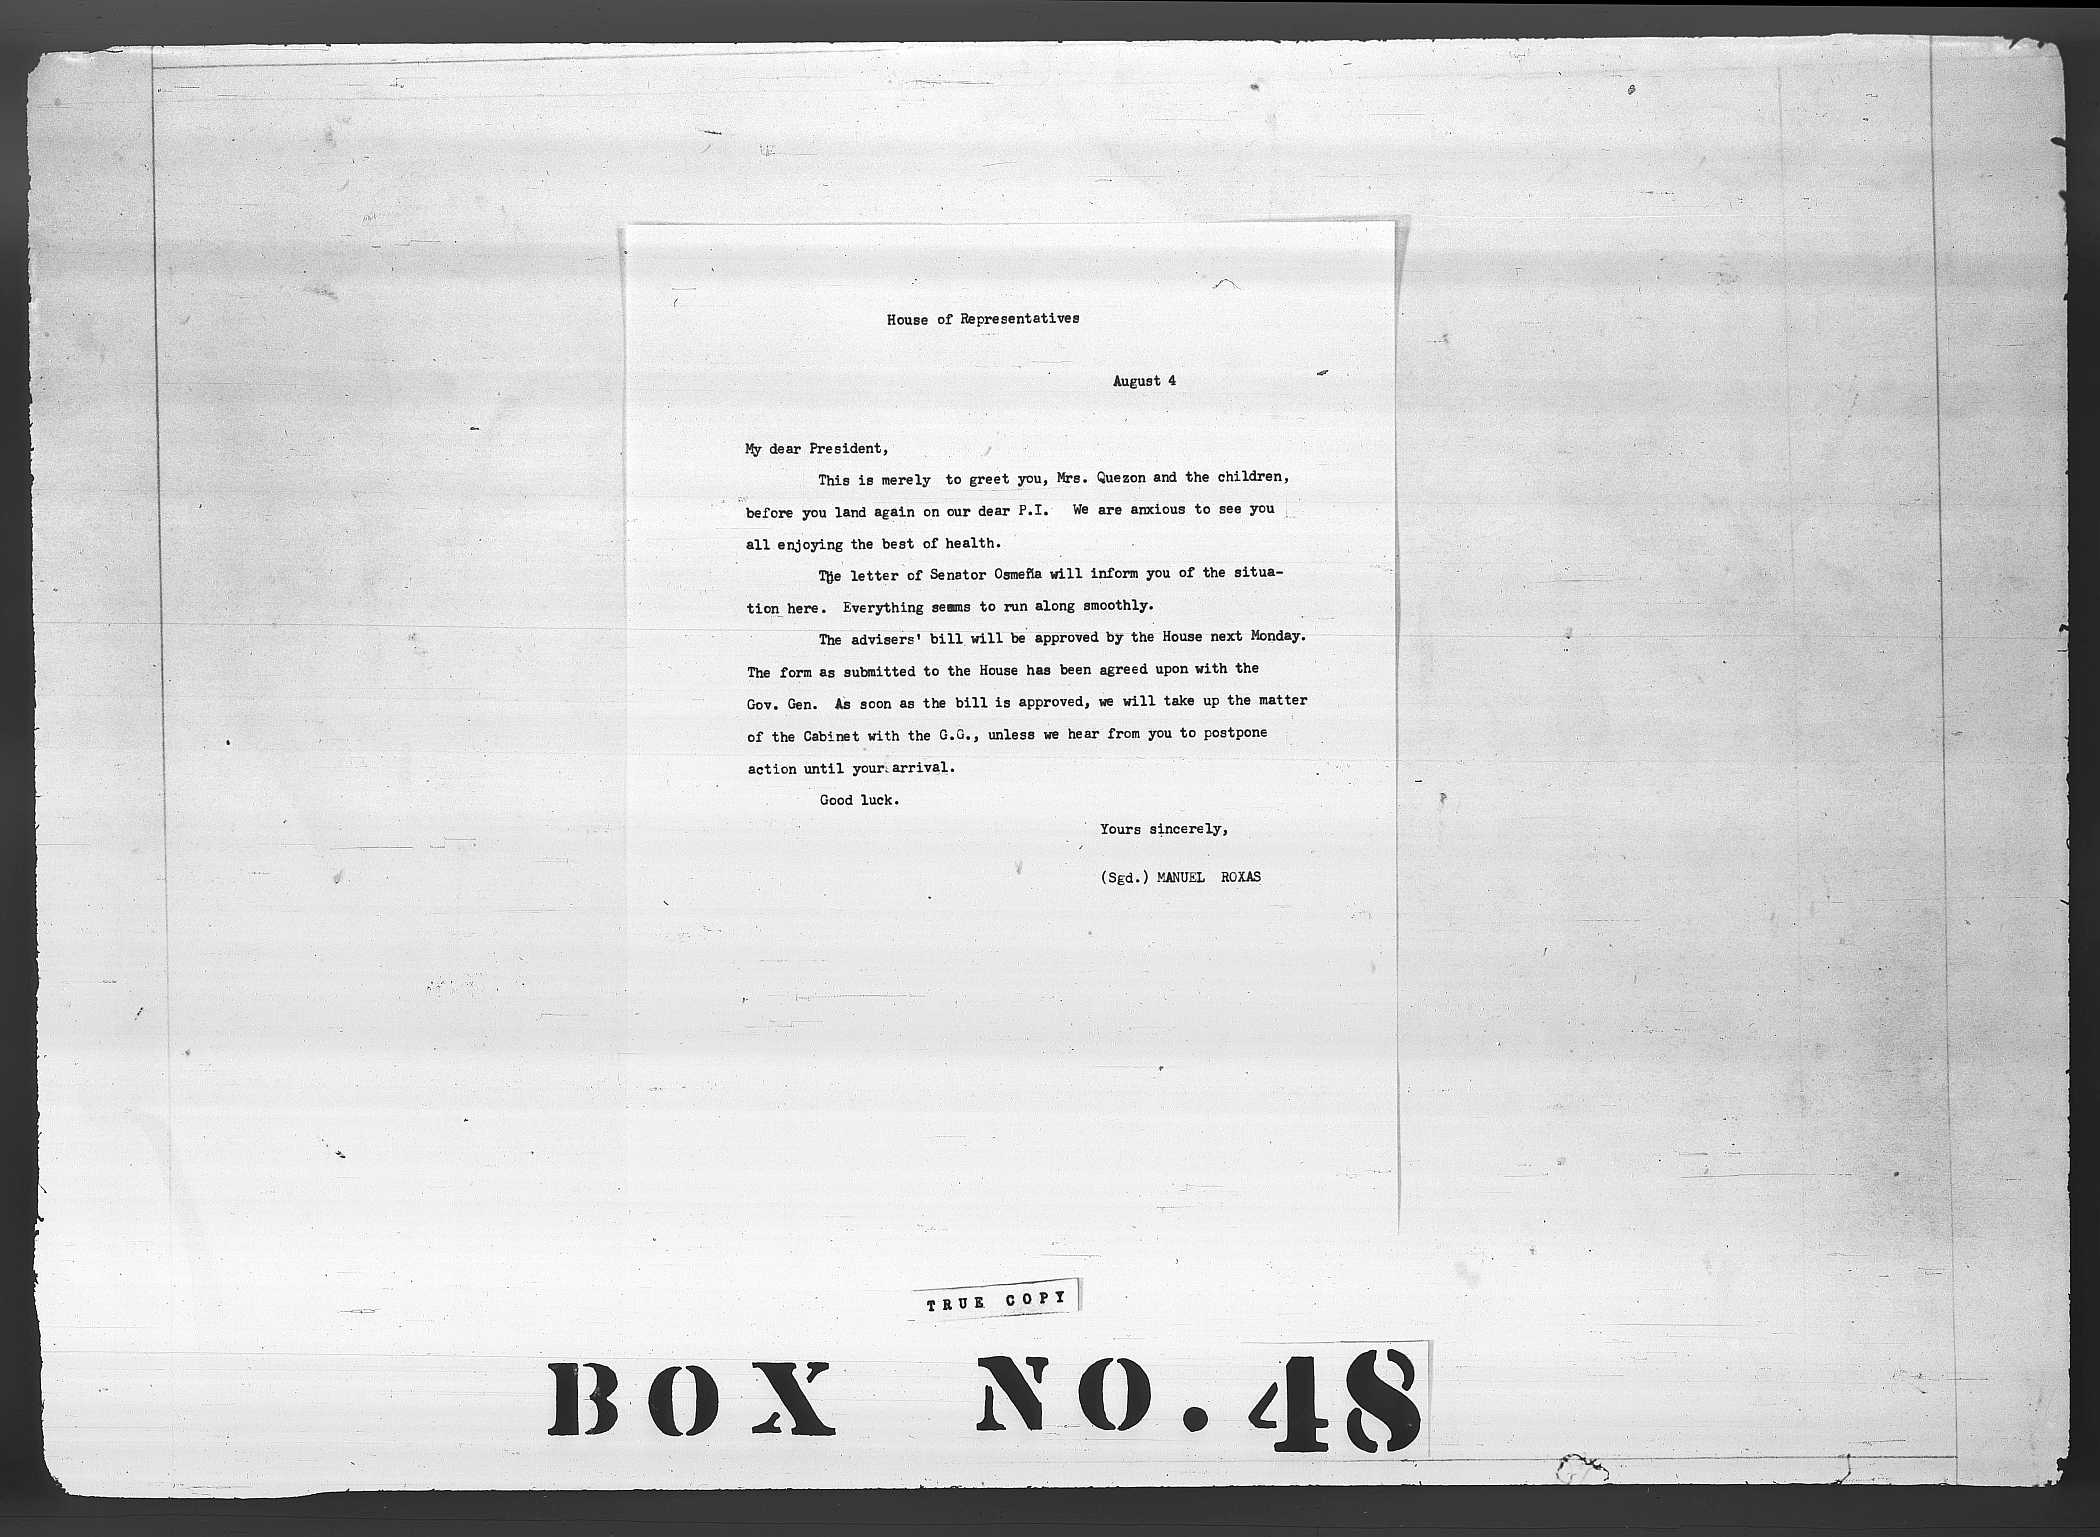 House of Representatives
August 4
My dear President,
This is merely to greet you, Mrs. Quezon and the children,
before you land again on our dear P.I. We are anxious to see you
all enjoying the best of health.
The letter of Senator Osmeña will inform you of the situa-
tion here. Everything seems to run along smoothly.
The advisers' bill will be approved by the House next Monday.
The form as submitted to the House has been agreed upon with the
Gov. Gen. As soon as the bill is approved, we will take up the matter
of the Cabinet with the G.G., unless we hear from you to postpone
action until your arrival.
Good luck.
Yours sincerely,
(Sgd.) MANUEL ROXAS
TRUE COPY
BOX NO. 48